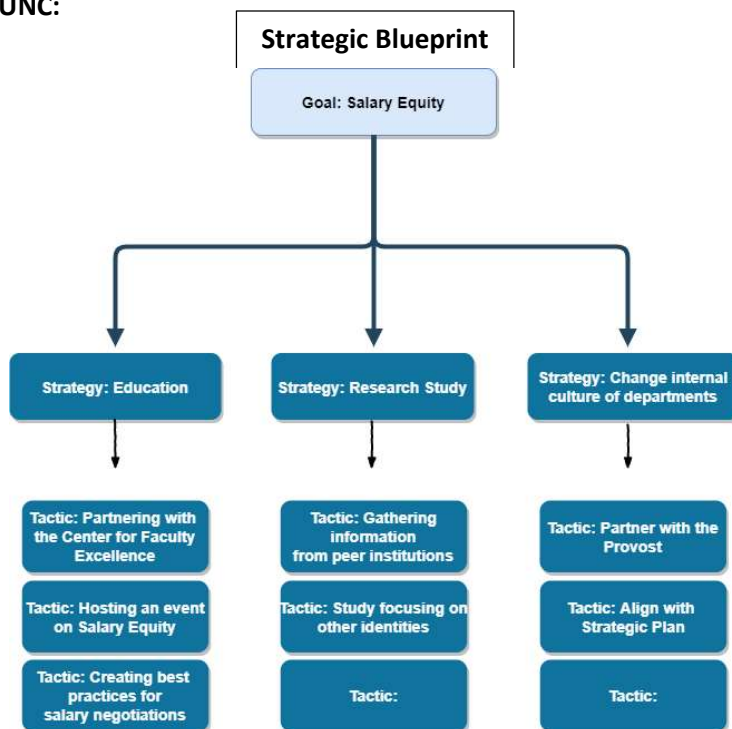 UNC:
Strategic Blueprint
Goal: Salary Equity
Strategy: Education
Strategy: Research Study
Strategy: Change internal
culture of departments
Tactic: Partnering with
the Center for Faculty
Excellence
Tactic: Gathering
information
from peer institutions
Tactic: Partner with the
Provost
Tactic: Hosting an event
on Salary Equity
Tactic: Study focusing on
other identities
Tactic: Align with
Strategic Plan
Tactic: Creating best
practices for
salary negotiations
Tactic:
Tactic: